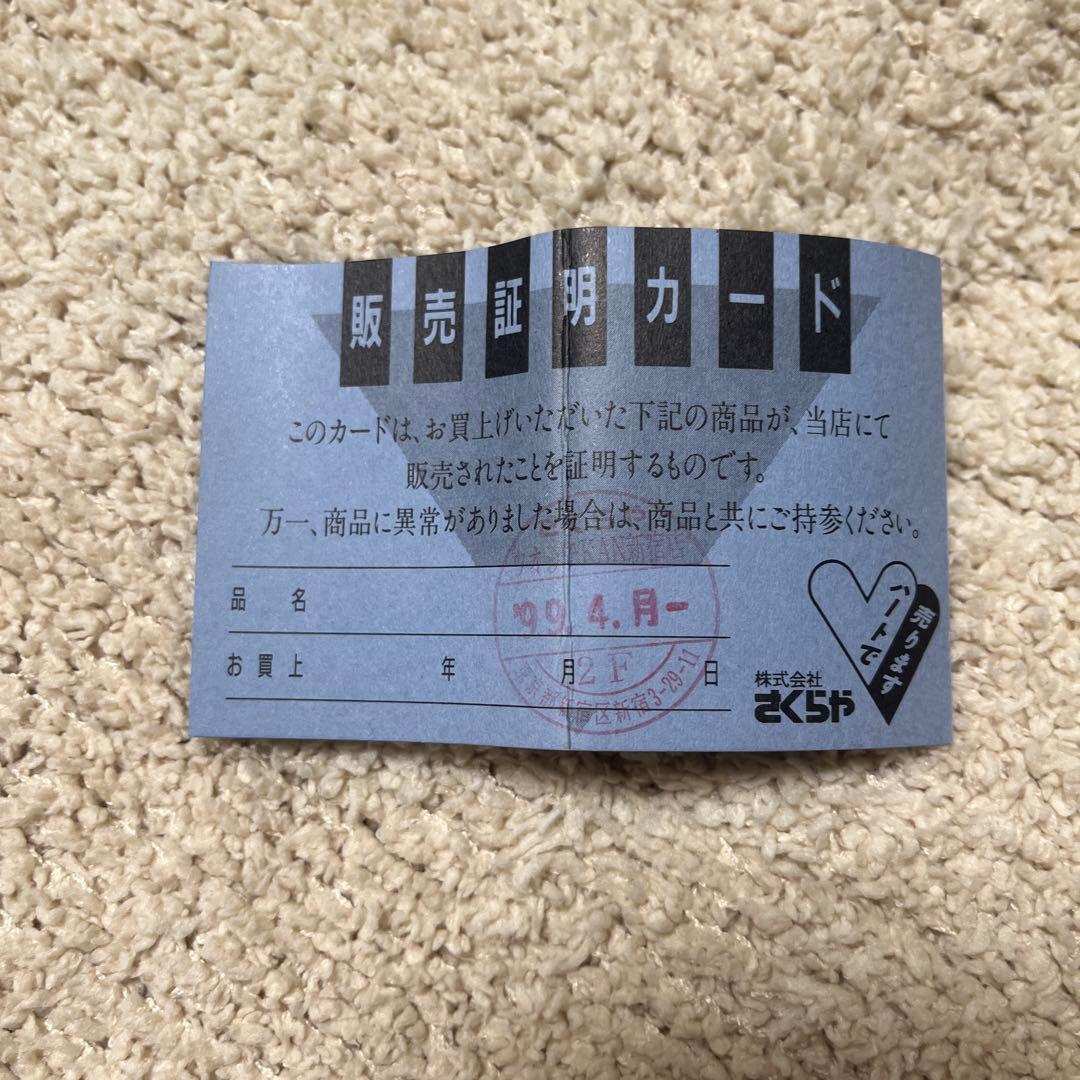 販売証明カード
このカードは、お買上げいただいた下記の商品が、当店にて
販売されたことを証明するものです。
万一、商品に異常がありました場合は、商品と共にご持参ください。
品名
お買上 年 月 日
新宿店
'99.4.月一
2F
区新宿3-29-11
ハートで
売ります
株式会社
さくらや